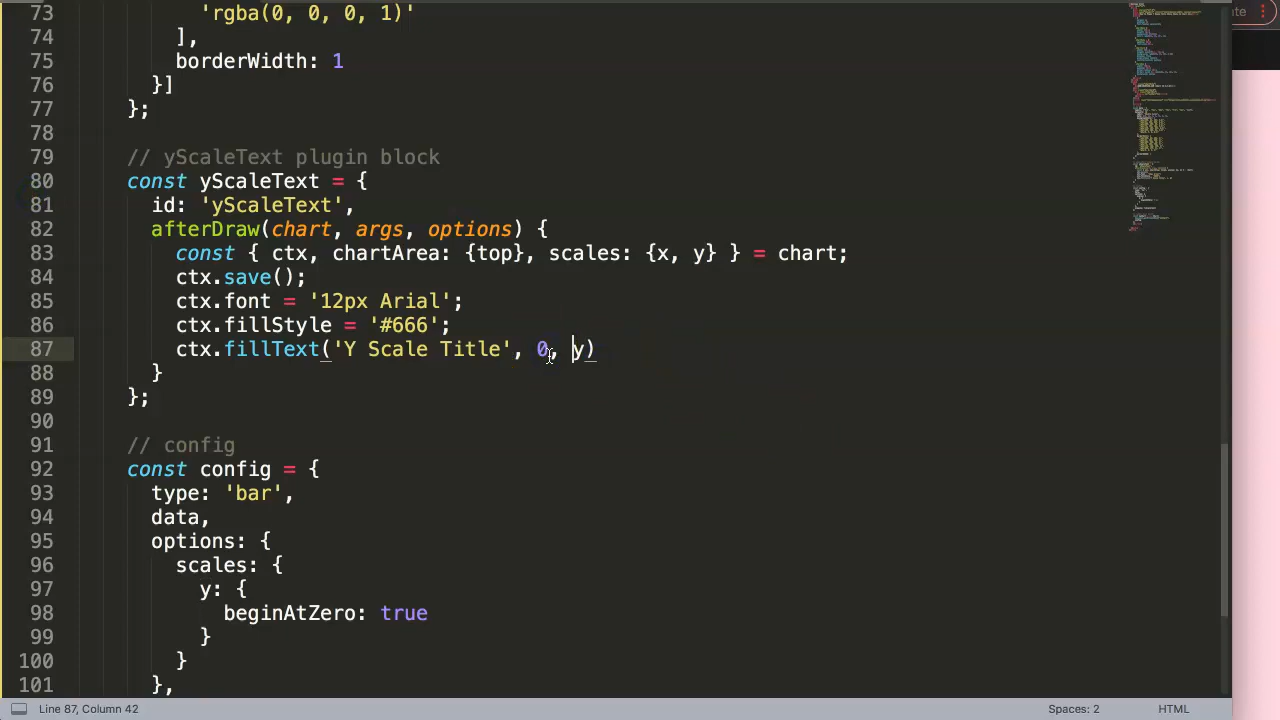 ute
73 'rgba(0, 0, 0, 1)'
74 ],
75 borderWidth: 1
76 }]
77 };
78
79 // yScaleText plugin block
80 const yScaleText = {
81 id: 'yScaleText',
82 afterDraw(chart, args, options) {
83 const { ctx, chartArea: {top}, scales: {x, y} } = chart;
84 ctx.save();
85 ctx.font = '12px Arial';
86 ctx.fillStyle = '#666';
87 ctx.fillText('Y Scale Title', 0, y)
88 }
89 };
90
91 // config
92 const config = {
93 type: 'bar',
94 data,
95 options: {
96 scales: {
97 y: {
98 beginAtZero: true
99 }
100 }
101 },
Line 87, Column 42 Spaces: 2 HTML